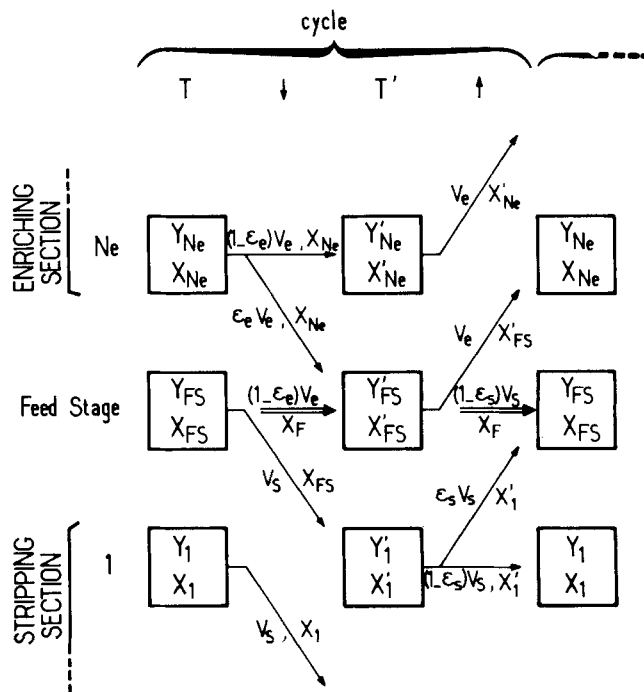 cycle
T ↓ T' ↑
V_e X'_Ne
ENRICHING SECTION
Ne
Y_Ne (1_ε_e)V_e , X_Ne Y'_Ne Y_Ne
X_Ne X'_Ne X_Ne
ε_e V_e , X_Ne V_e X'_FS
Feed Stage
Y_FS (1_ε_e)V_e Y'_FS (1_ε_s)V_s Y_FS
X_FS X_F X'_FS X_F X_FS
V_s X_FS ε_s V_s X'_1
STRIPPING SECTION
1
Y_1 Y'_1 Y_1
X_1 X'_1 (1_ε_s)V_s , X'_1 X_1
V_s , X_1